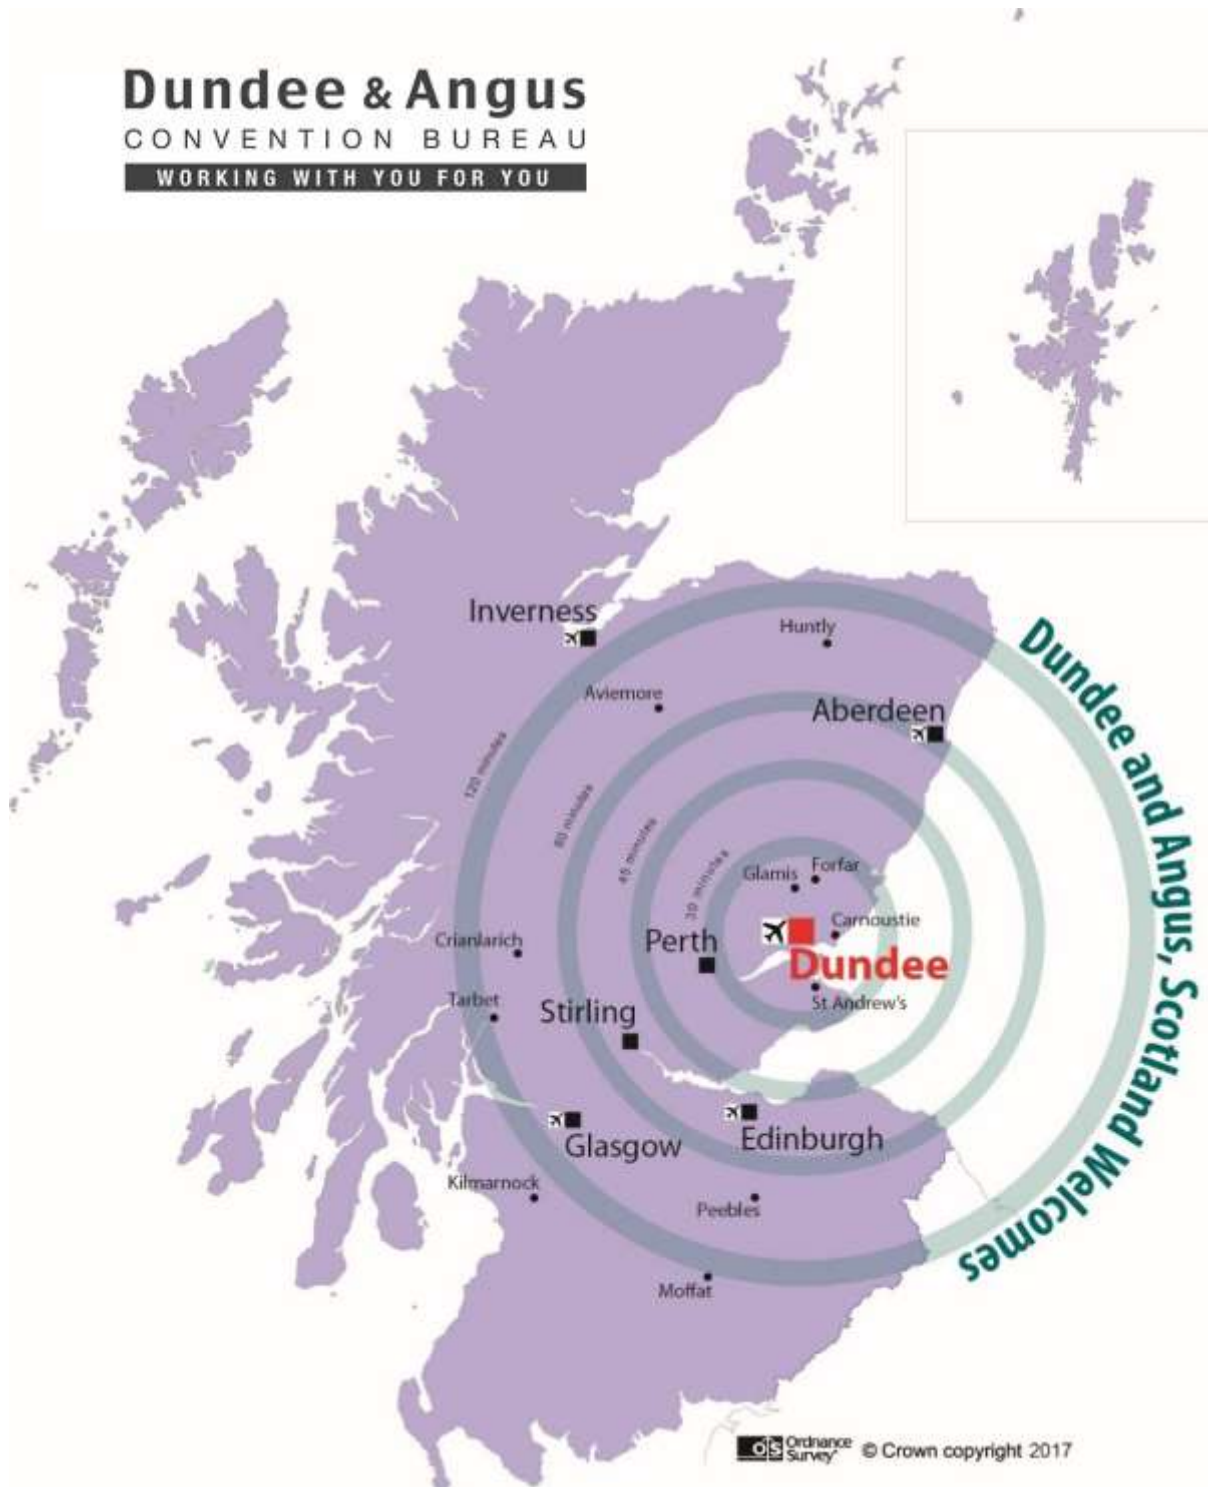 Dundee & Angus
CONVENTION BUREAU
WORKING WITH YOU FOR YOU
Inverness
Huntly
Aviemore
Aberdeen
120 minutes
60 minutes
45 minutes
30 minutes
Glamis
Forfar
Carnoustie
Perth
Dundee
Crianlarich
Tarbet
Stirling
St Andrew's
Glasgow
Edinburgh
Kilmarnock
Peebles
Moffat
Dundee and Angus, Scotland Welcomes
OS Ordnance
Survey
© Crown copyright 2017